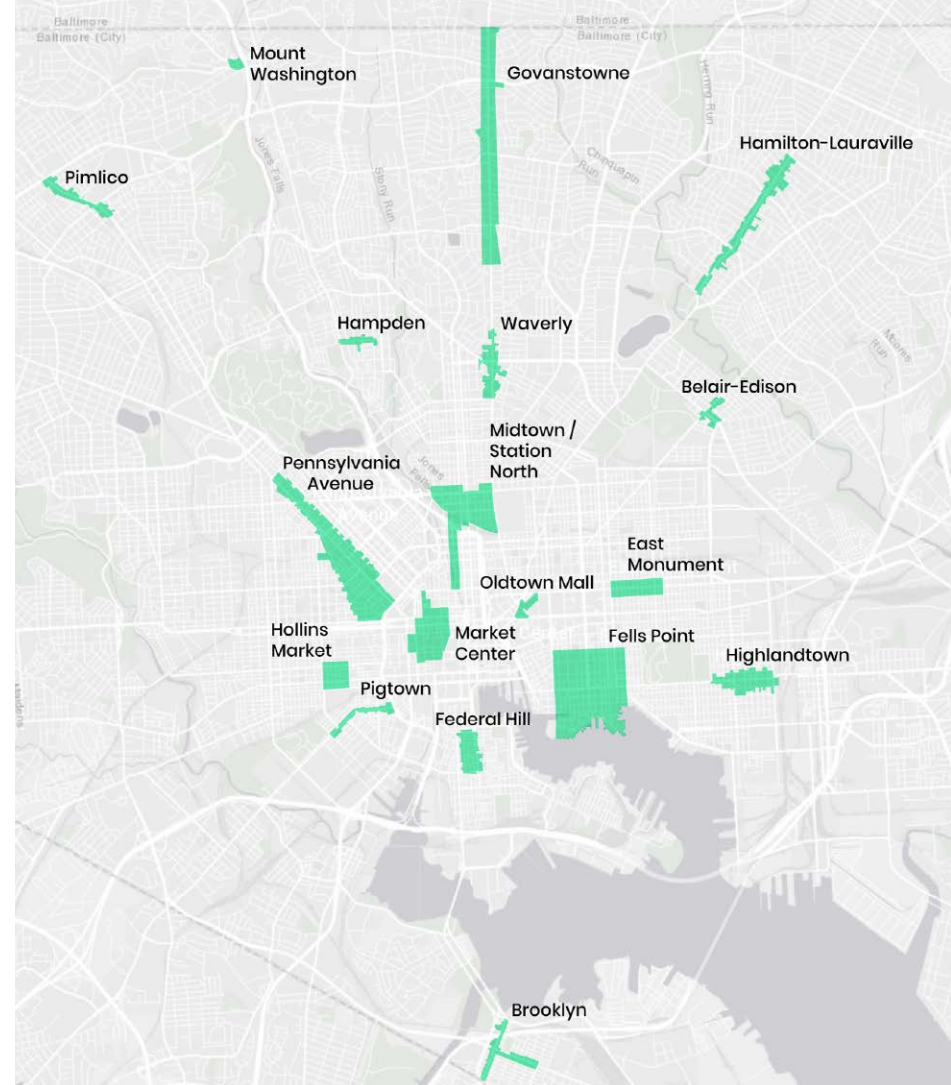 Baltimore
Baltimore (City)
Baltimore
Baltimore (City)
Mount
Washington
Govanstowne
Herring Run
Hamilton-Lauraville
Jones Falls
Stony Run
Chinquapin
Run
Pimlico
Hampden
Waverly
Moores
Run
Belair-Edison
Midtown /
Station
North
Jones
Falls
Pennsylvania
Avenue
East
Monument
Oldtown Mall
Hollins
Market
Market
Center
Fells Point
Highlandtown
Pigtown
Federal Hill
Brooklyn